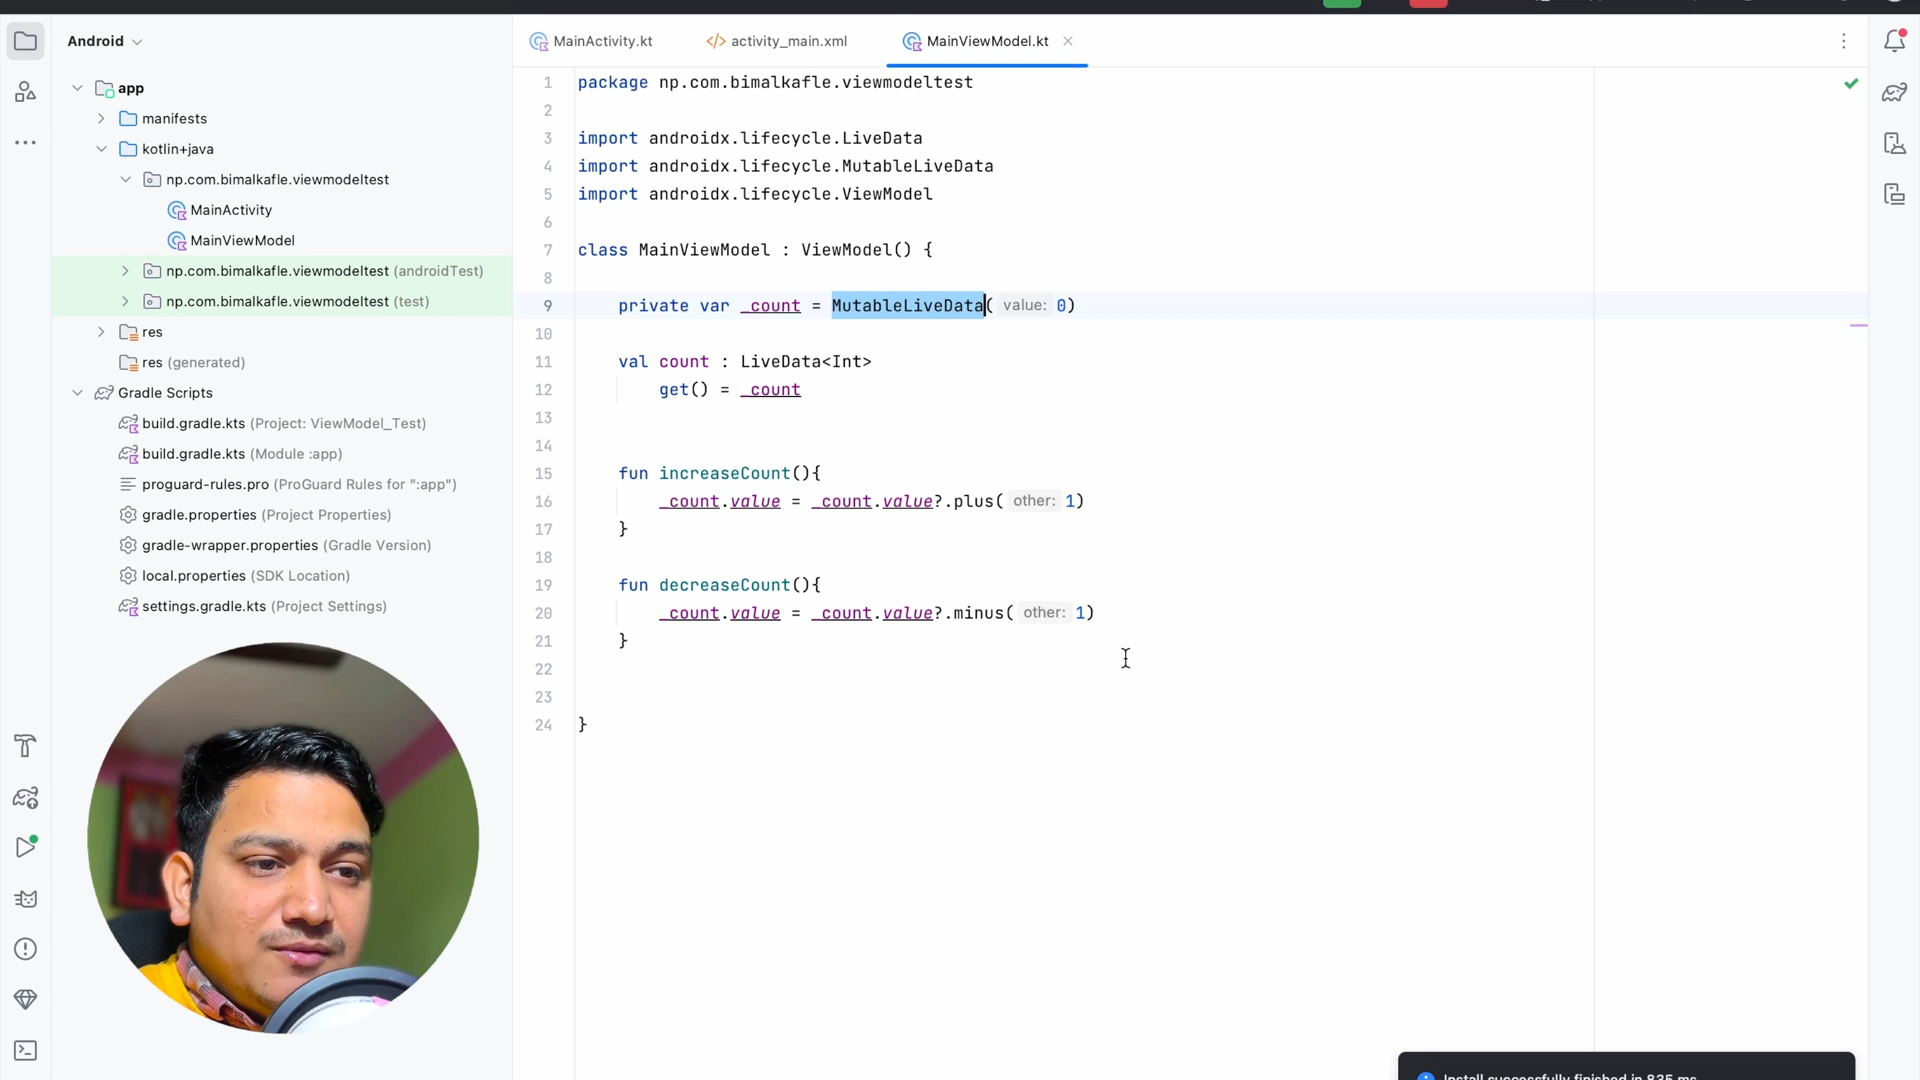 Android
MainActivity.kt
activity_main.xml
MainViewModel.kt
app
manifests
kotlin+java
np.com.bimalkafle.viewmodeltest
MainActivity
MainViewModel
np.com.bimalkafle.viewmodeltest (androidTest)
np.com.bimalkafle.viewmodeltest (test)
res
res (generated)
Gradle Scripts
build.gradle.kts (Project: ViewModel_Test)
build.gradle.kts (Module :app)
proguard-rules.pro (ProGuard Rules for ":app")
gradle.properties (Project Properties)
gradle-wrapper.properties (Gradle Version)
local.properties (SDK Location)
settings.gradle.kts (Project Settings)
1 package np.com.bimalkafle.viewmodeltest
2
3 import androidx.lifecycle.LiveData
4 import androidx.lifecycle.MutableLiveData
5 import androidx.lifecycle.ViewModel
6
7 class MainViewModel : ViewModel() {
8
9 private var _count = MutableLiveData( value: 0)
10
11 val count : LiveData<Int>
12 get() = _count
13
14
15 fun increaseCount(){
16 _count.value = _count.value?.plus( other: 1)
17 }
18
19 fun decreaseCount(){
20 _count.value = _count.value?.minus( other: 1)
21 }
22
23
24 }
Install successfully finished in 835 ms